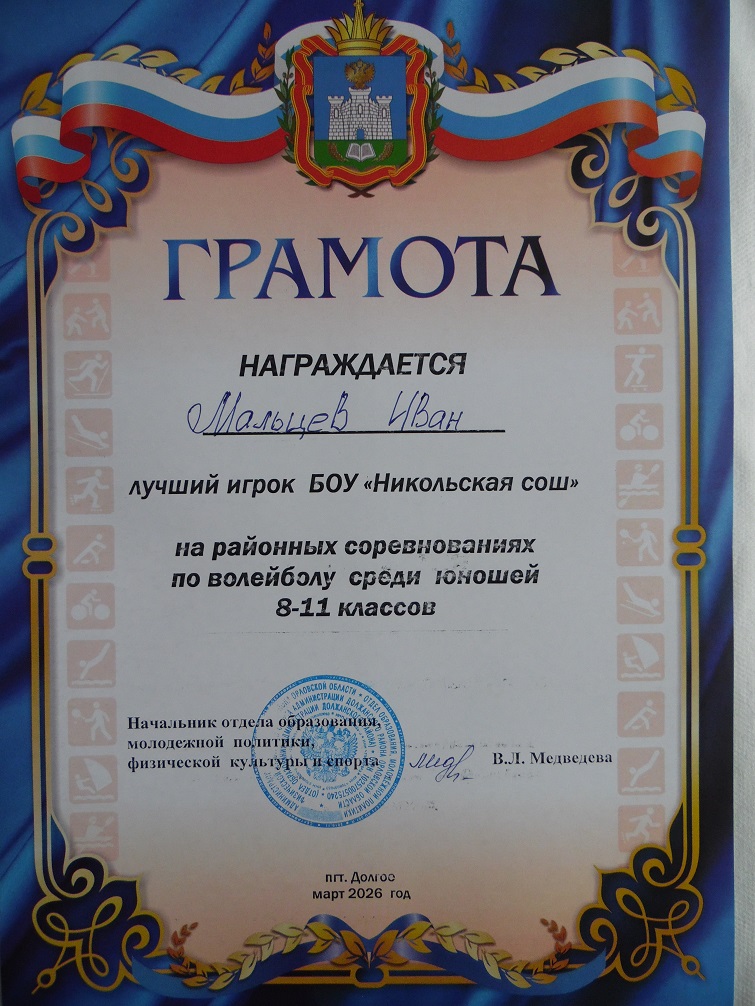 ГРАМОТА
НАГРАЖДАЕТСЯ
Мальцев Иван
лучший игрок БОУ «Никольская сош»
на районных соревнованиях
по волейболу среди юношей
8-11 классов
Начальник отдела образования,
молодежной политики,
физической культуры и спорта
В.Л. Медведева
пгт. Долгое
март 2026 год